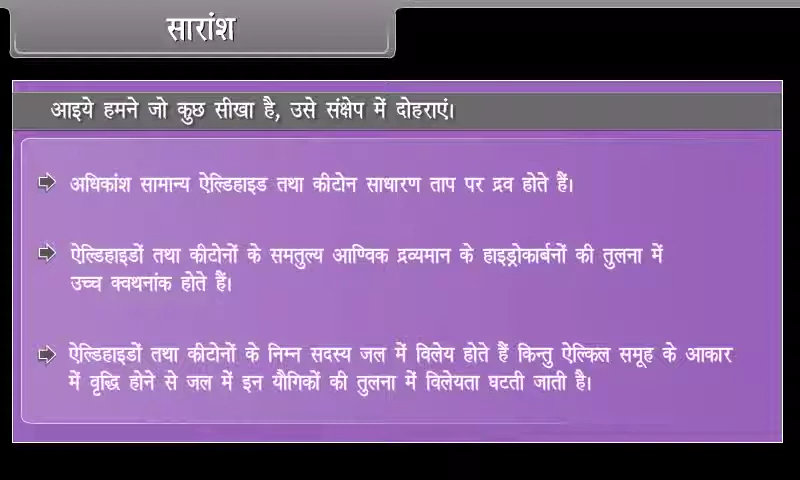 सारांश
आइये हमने जो कुछ सीखा है, उसे संक्षेप में दोहराएं।
अधिकांश सामान्य ऐल्डिहाइड तथा कीटोन साधारण ताप पर द्रव होते हैं।
ऐल्डिहाइडों तथा कीटोनों के समतुल्य आण्विक द्रव्यमान के हाइड्रोकार्बनों की तुलना में
उच्च क्वथनांक होते हैं।
ऐल्डिहाइडों तथा कीटोनों के निम्न सदस्य जल में विलेय होते हैं किन्तु ऐल्किल समूह के आकार
में वृद्धि होने से जल में इन यौगिकों की तुलना में विलेयता घटती जाती है।